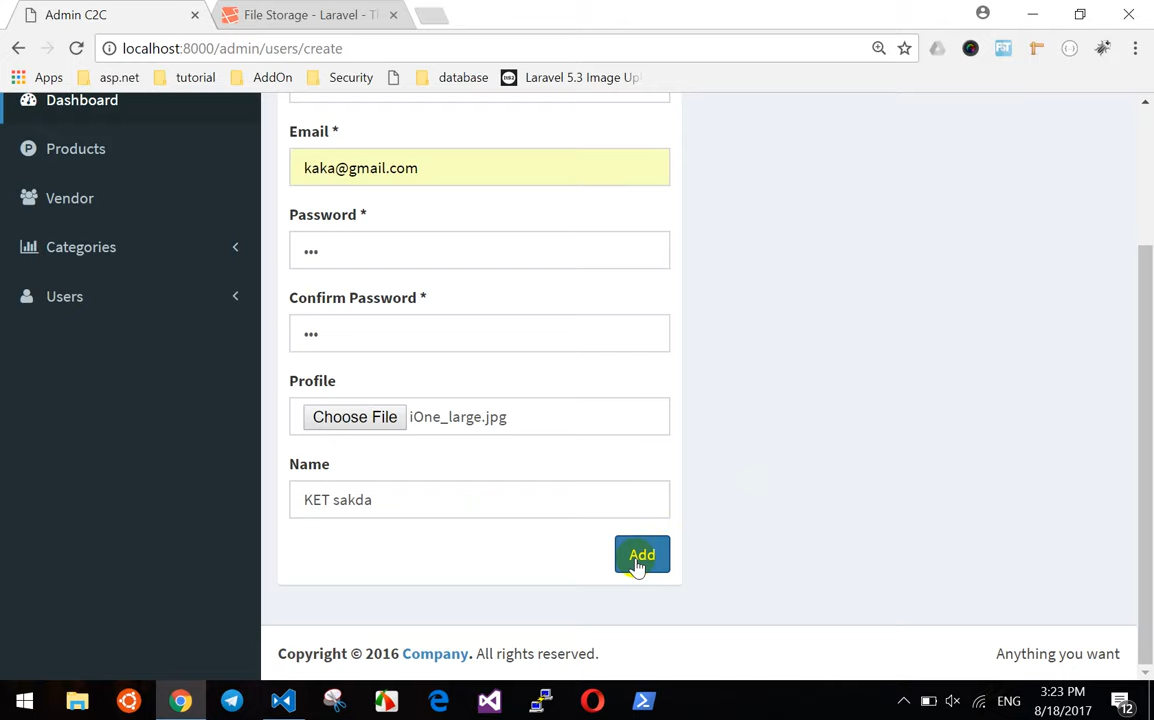 Admin C2C
File Storage - Laravel - Th
localhost:8000/admin/users/create
Apps asp.net tutorial AddOn Security database Laravel 5.3 Image Up
Dashboard
Products
Vendor
Categories
Users
Email *
kaka@gmail.com
Password *
•••
Confirm Password *
•••
Profile
Choose File iOne_large.jpg
Name
KET sakda
Add
Copyright © 2016 Company. All rights reserved.
Anything you want
ENG
3:23 PM
8/18/2017
12